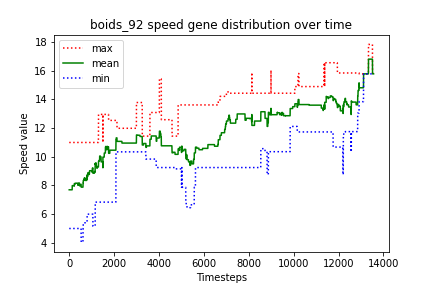 boids_92 speed gene distribution over time
max
mean
min
Speed value
18
16
14
12
10
8
6
4
0 2000 4000 6000 8000 10000 12000 14000
Timesteps